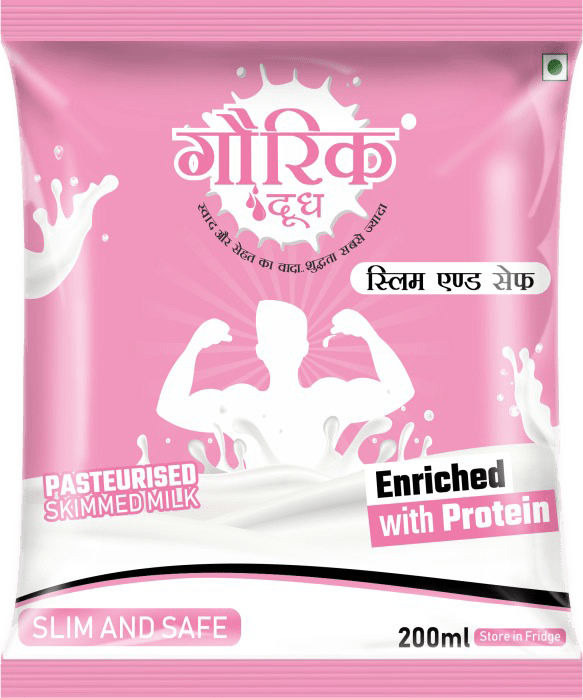 गौरिक
दूध
स्वाद और सेहत का वादा..शुद्धता सबसे ज्यादा
स्लिम एण्ड सेफ
PASTEURISED
SKIMMED MILK
Enriched
with Protein
SLIM AND SAFE
200ml Store in Fridge